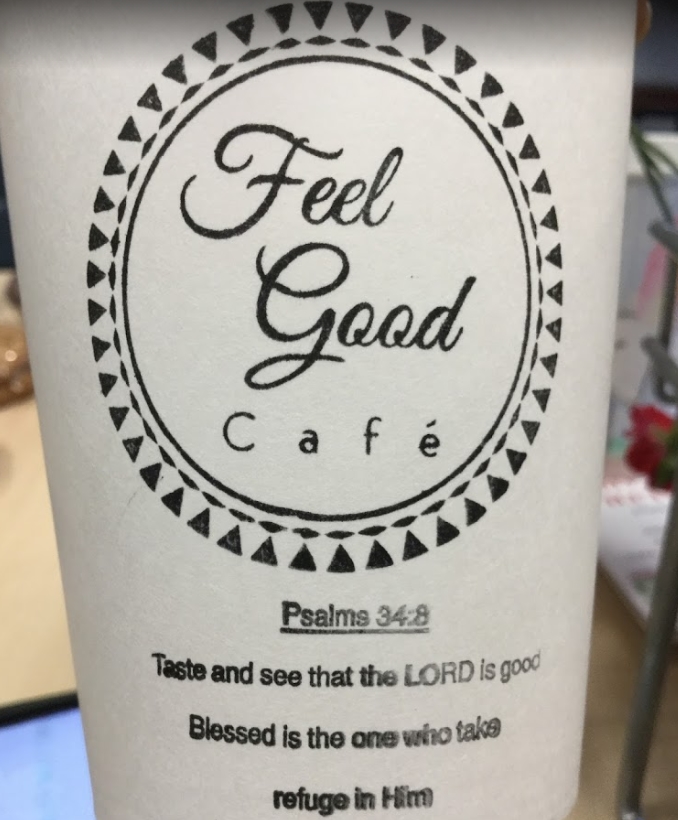 Feel
Good
Café
Psalms 34:8
Taste and see that the LORD is good
Blessed is the one who take
refuge in Him